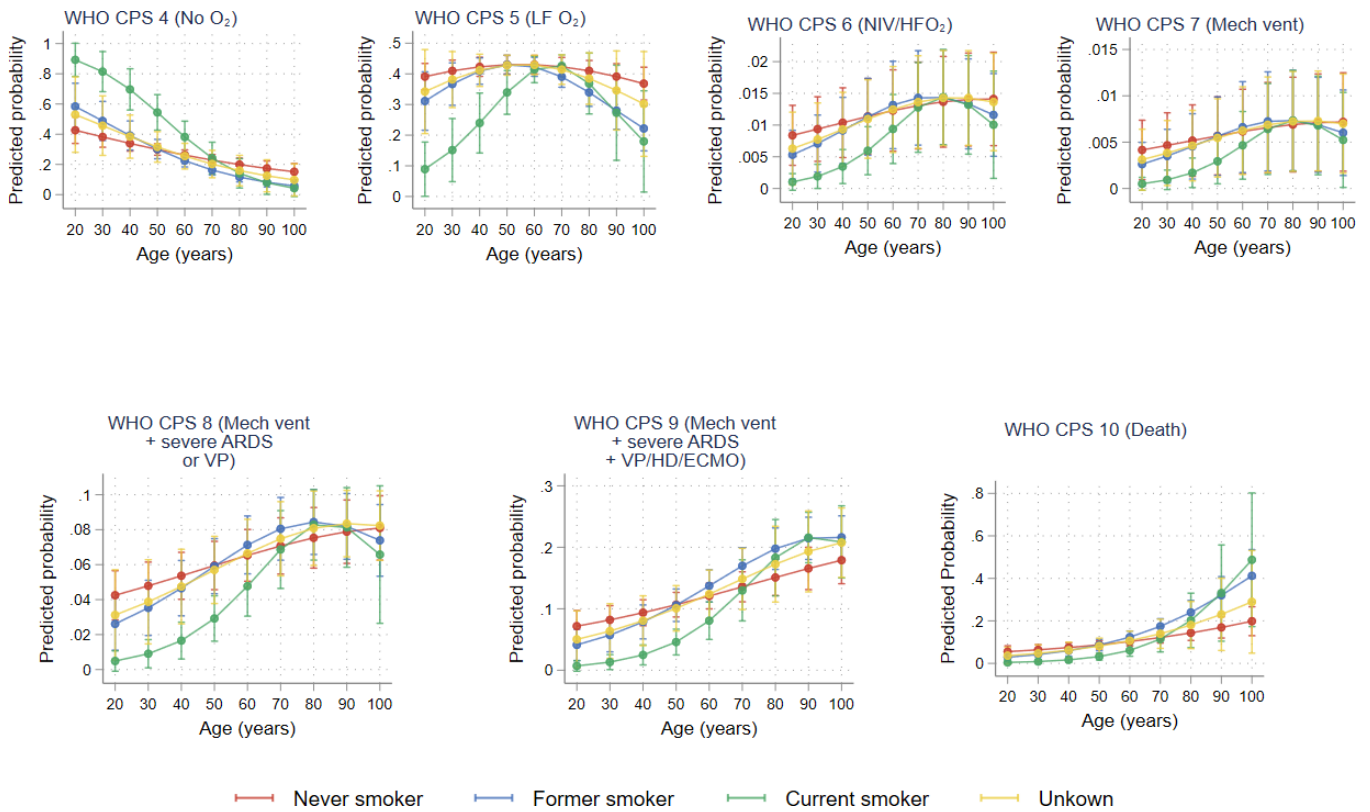 WHO CPS 4 (No O₂)
Predicted probability
1
.8
.6
.4
.2
0
20 30 40 50 60 70 80 90 100
Age (years)
WHO CPS 5 (LF O₂)
Predicted probability
.5
.4
.3
.2
.1
0
20 30 40 50 60 70 80 90 100
Age (years)
WHO CPS 6 (NIV/HFO₂)
Predicted probability
.02
.015
.01
.005
0
20 30 40 50 60 70 80 90 100
Age (years)
WHO CPS 7 (Mech vent)
Predicted probability
.015
.01
.005
0
20 30 40 50 60 70 80 90 100
Age (years)
WHO CPS 8 (Mech vent
+ severe ARDS
or VP)
Predicted probability
.1
.08
.06
.04
.02
0
20 30 40 50 60 70 80 90 100
Age (years)
WHO CPS 9 (Mech vent
+ severe ARDS
+ VP/HD/ECMO)
Predicted probability
.3
.2
.1
0
20 30 40 50 60 70 80 90 100
Age (years)
WHO CPS 10 (Death)
Predicted Probability
.8
.6
.4
.2
0
20 30 40 50 60 70 80 90 100
Age (years)
Never smoker Former smoker Current smoker Unkown